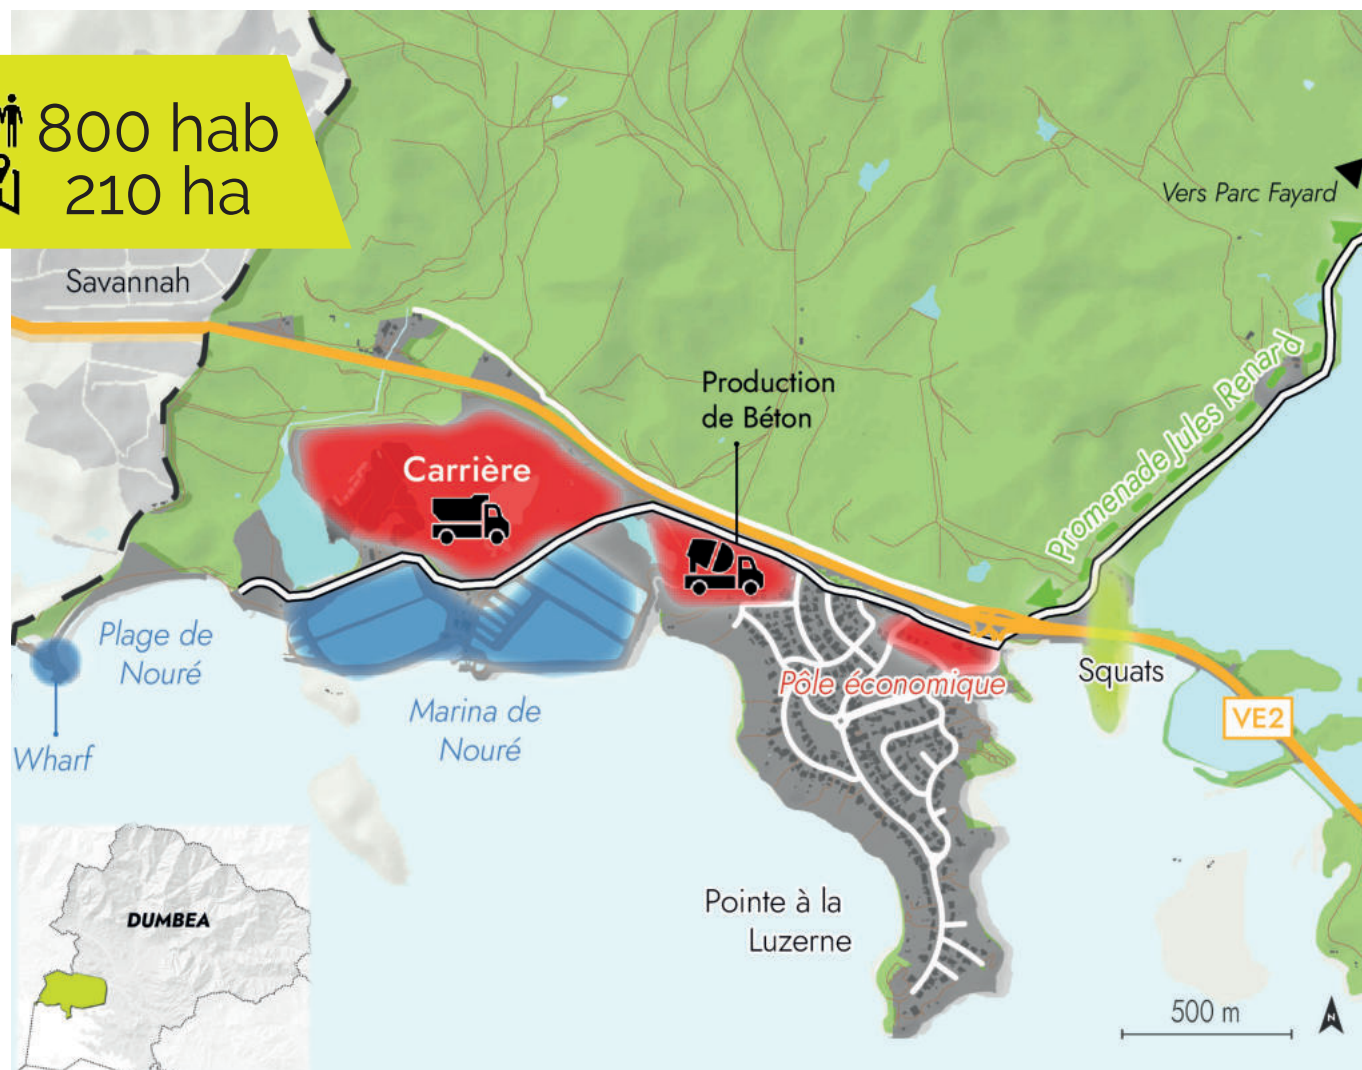 800 hab
210 ha
Vers Parc Fayard
Savannah
Promenade Jules Renard
Production
de Béton
Carrière
Plage de
Nouré
Squats
Pôle économique
Marina de
Nouré
VE2
Wharf
DUMBEA
Pointe à la
Luzerne
500 m
N